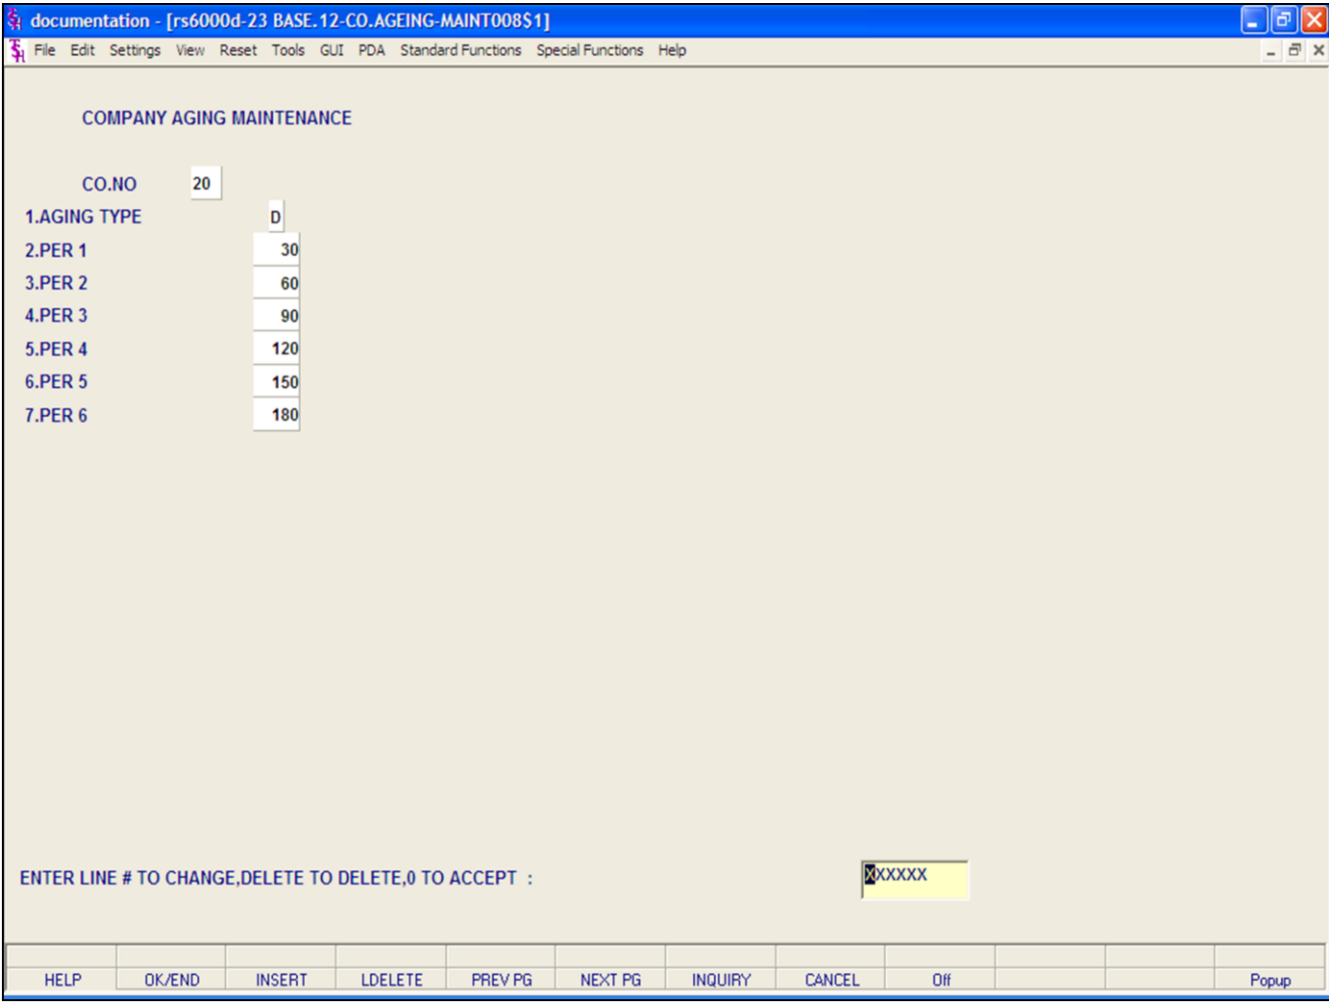 documentation - [rs6000d-23 BASE.12-CO.AGEING-MAINT008$1]
File Edit Settings View Reset Tools GUI PDA Standard Functions Special Functions Help
COMPANY AGING MAINTENANCE
CO.NO 20
1.AGING TYPE D
2.PER 1 30
3.PER 2 60
4.PER 3 90
5.PER 4 120
6.PER 5 150
7.PER 6 180
ENTER LINE # TO CHANGE,DELETE TO DELETE,0 TO ACCEPT : XXXXXX
HELP OK/END INSERT LDELETE PREV PG NEXT PG INQUIRY CANCEL Off Popup